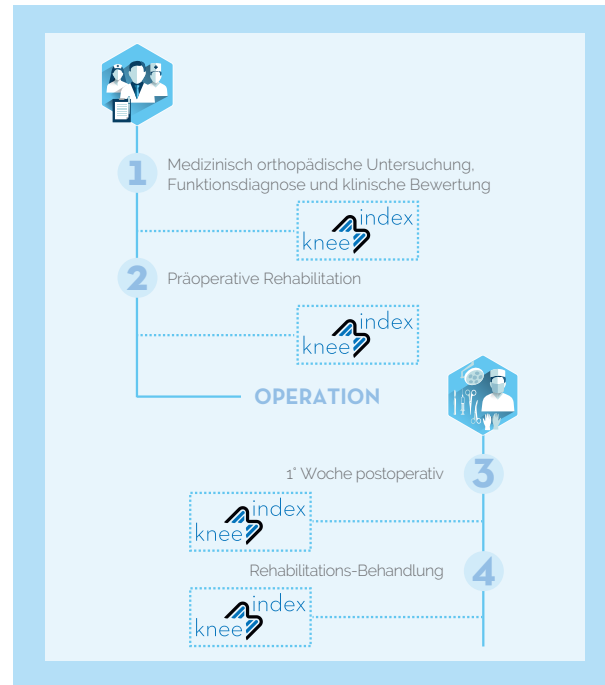 1
Medizinisch orthopädische Untersuchung,
Funktionsdiagnose und klinische Bewertung
knee index
2
Präoperative Rehabilitation
knee index
OPERATION
3
1° Woche postoperativ
knee index
4
Rehabilitations-Behandlung
knee index